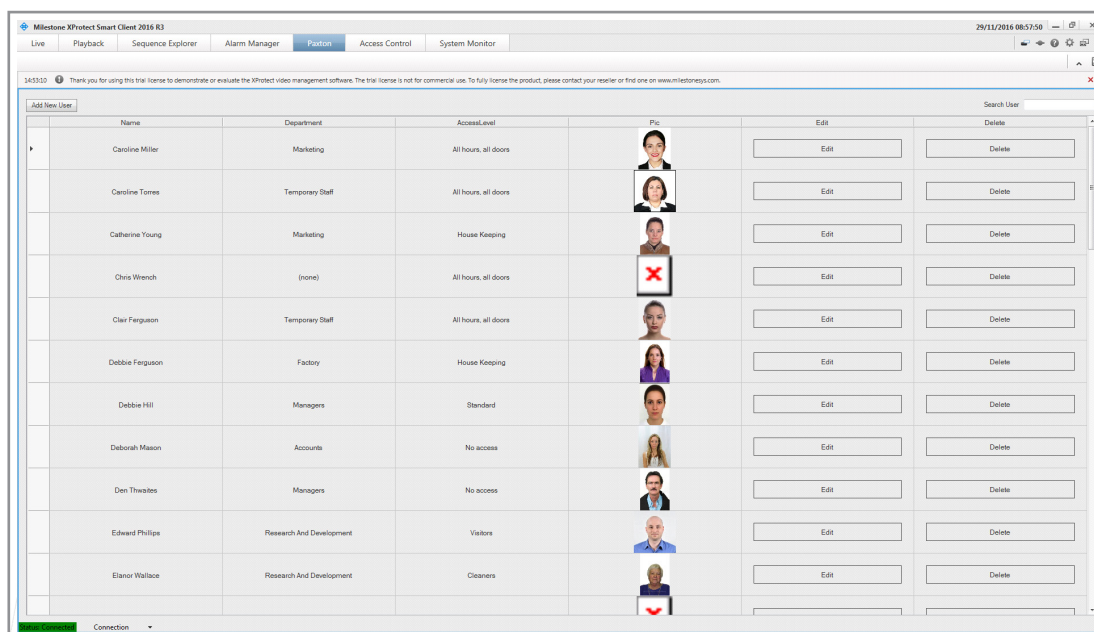 Milestone XProtect Smart Client 2016 R3 29/11/2016 08:57:50
Live Playback Sequence Explorer Alarm Manager Paxton Access Control System Monitor
14:53:10 Thank you for using this trial license to demonstrate or evaluate the XProtect video management software. The trial license is not for commercial use. To fully license the product, please contact your reseller or find one on www.milestonesys.com.
Add New User Search User
Name Department AccessLevel Pic Edit Delete
Caroline Miller Marketing All hours, all doors Edit Delete
Caroline Torres Temporary Staff All hours, all doors Edit Delete
Catherine Young Marketing House Keeping Edit Delete
Chris Wrench (none) All hours, all doors Edit Delete
Clair Ferguson Temporary Staff All hours, all doors Edit Delete
Debbie Ferguson Factory House Keeping Edit Delete
Debbie Hill Managers Standard Edit Delete
Deborah Mason Accounts No access Edit Delete
Den Thwaites Managers No access Edit Delete
Edward Phillips Research And Development Visitors Edit Delete
Elanor Wallace Research And Development Cleaners Edit Delete
Status: Connected Connection